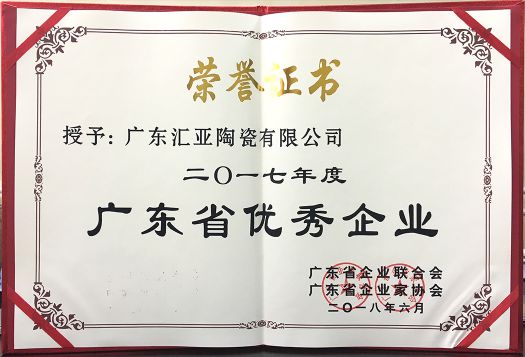 荣誉证书
授予：广东汇亚陶瓷有限公司
二〇一七年度
广东省优秀企业
广东省企业联合会
广东省企业家协会
二〇一八年六月